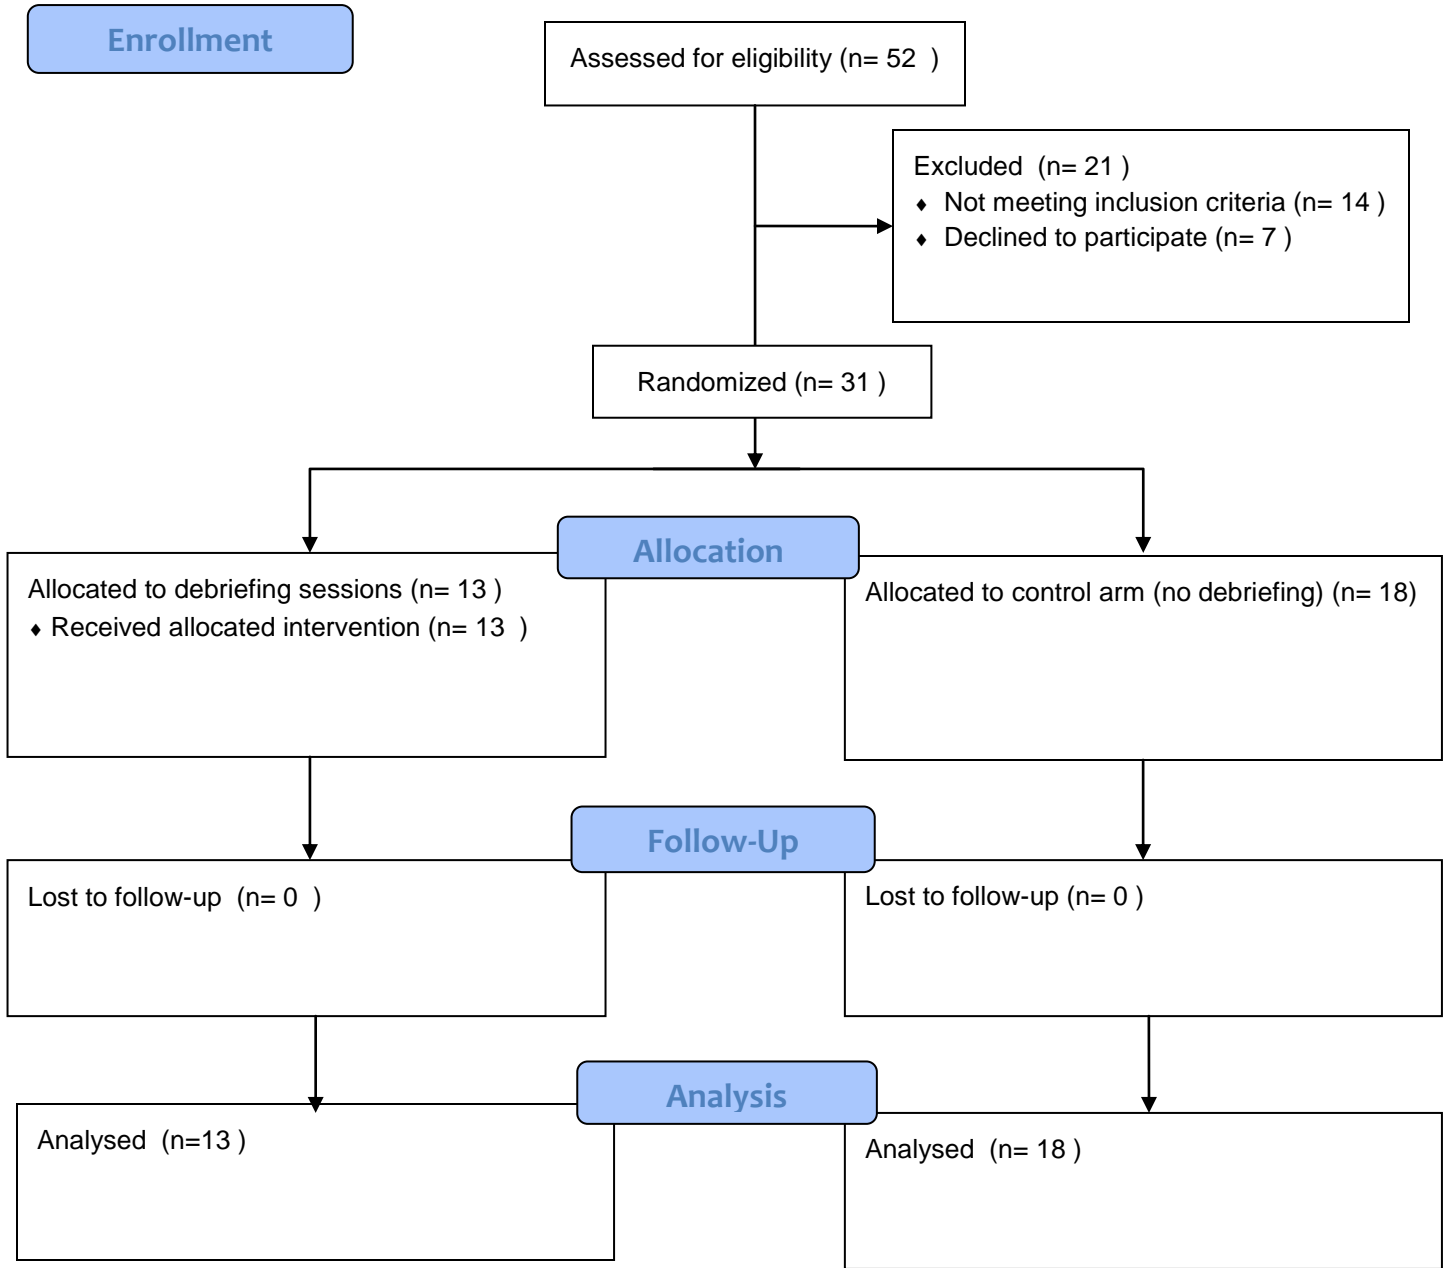 Enrollment
Assessed for eligibility (n= 52 )
Excluded (n= 21 )
♦ Not meeting inclusion criteria (n= 14 )
♦ Declined to participate (n= 7 )
Randomized (n= 31 )
Allocation
Allocated to debriefing sessions (n= 13 )
♦ Received allocated intervention (n= 13 )
Allocated to control arm (no debriefing) (n= 18)
Follow-Up
Lost to follow-up (n= 0 )
Lost to follow-up (n= 0 )
Analysis
Analysed (n=13 )
Analysed (n= 18 )